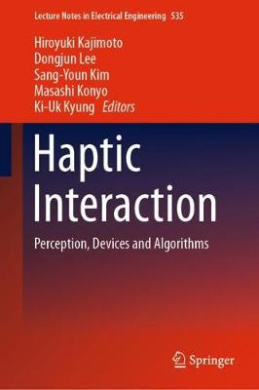 Lecture Notes in Electrical Engineering 535
Hiroyuki Kajimoto
Dongjun Lee
Sang-Youn Kim
Masashi Konyo
Ki-Uk Kyung Editors
Haptic
Interaction
Perception, Devices and Algorithms
Springer